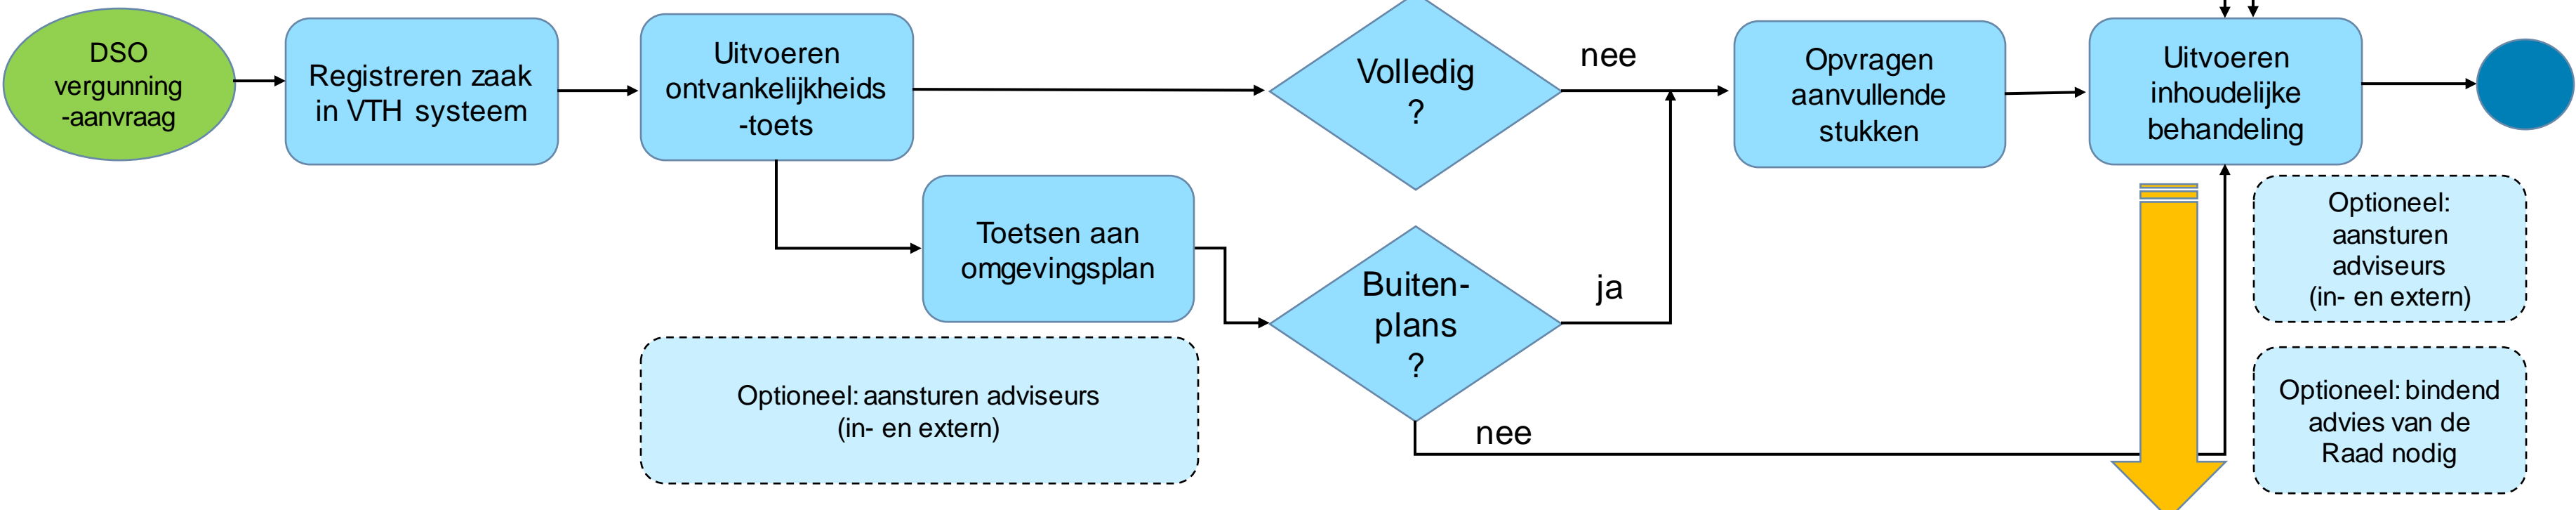 DSO
vergunning
-aanvraag
Registreren zaak
in VTH systeem
Uitvoeren
ontvankelijkheids
-toets
Volledig
?
nee
Opvragen
aanvullende
stukken
Uitvoeren
inhoudelijke
behandeling
Toetsen aan
omgevingsplan
Buiten-
plans
?
ja
nee
Optioneel: aansturen adviseurs
(in- en extern)
Optioneel:
aansturen
adviseurs
(in- en extern)
Optioneel: bindend
advies van de
Raad nodig